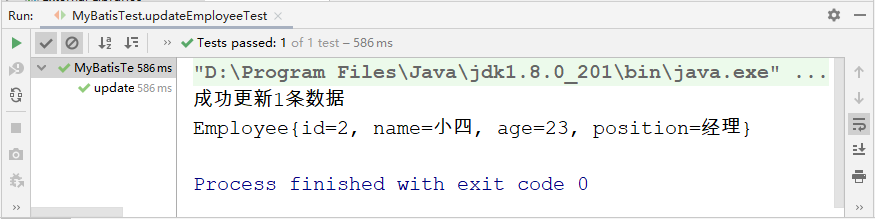 Run:
MyBatisTest.updateEmployeeTest
Tests passed: 1 of 1 test – 586 ms
MyBatisTe 586 ms
update 586 ms
"D:\Program Files\Java\jdk1.8.0_201\bin\java.exe" ...
成功更新1条数据
Employee{id=2, name=小四, age=23, position=经理}
Process finished with exit code 0